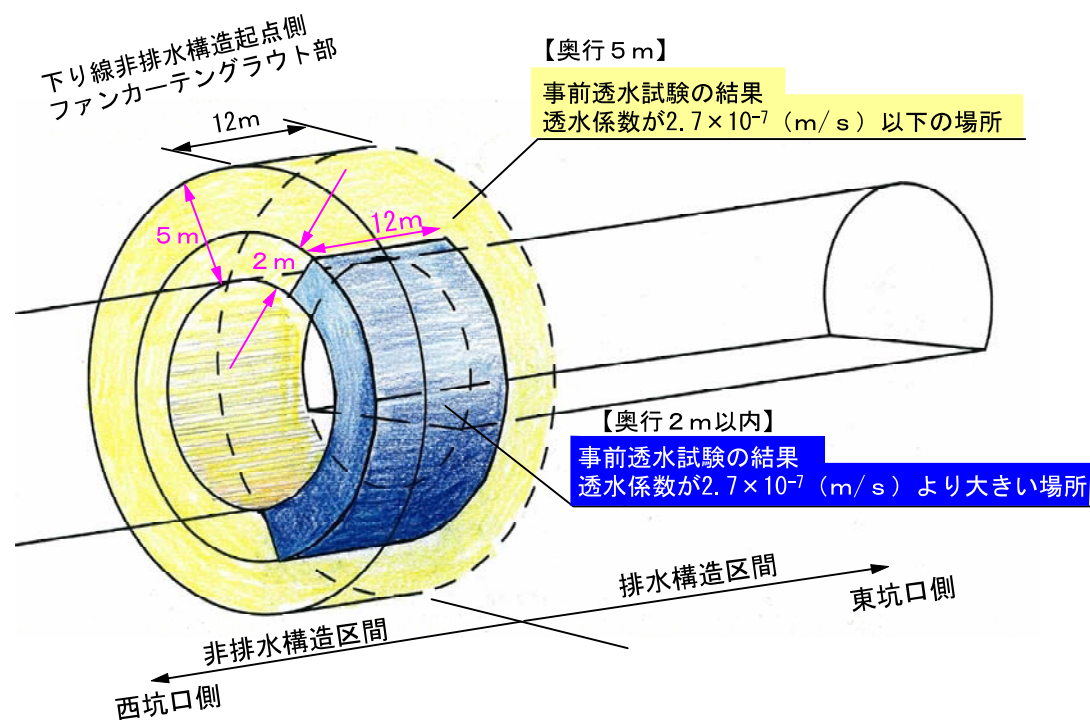 下り線非排水構造起点側
ファンカーテングラウト部
12m
【奥行5m】
事前透水試験の結果
透水係数が2.7×10⁻⁷(m/s)以下の場所
5m
12m
2m
【奥行2m以内】
事前透水試験の結果
透水係数が2.7×10⁻⁷(m/s)より大きい場所
排水構造区間
東坑口側
非排水構造区間
西坑口側